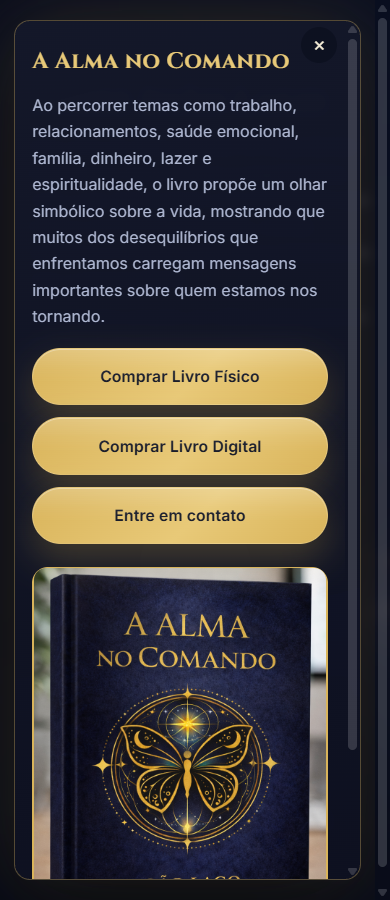 A Alma no Comando
×
Ao percorrer temas como trabalho,
relacionamentos, saúde emocional,
família, dinheiro, lazer e
espiritualidade, o livro propõe um olhar
simbólico sobre a vida, mostrando que
muitos dos desequilíbrios que
enfrentamos carregam mensagens
importantes sobre quem estamos nos
tornando.
Comprar Livro Físico
Comprar Livro Digital
Entre em contato
A ALMA
NO COMANDO